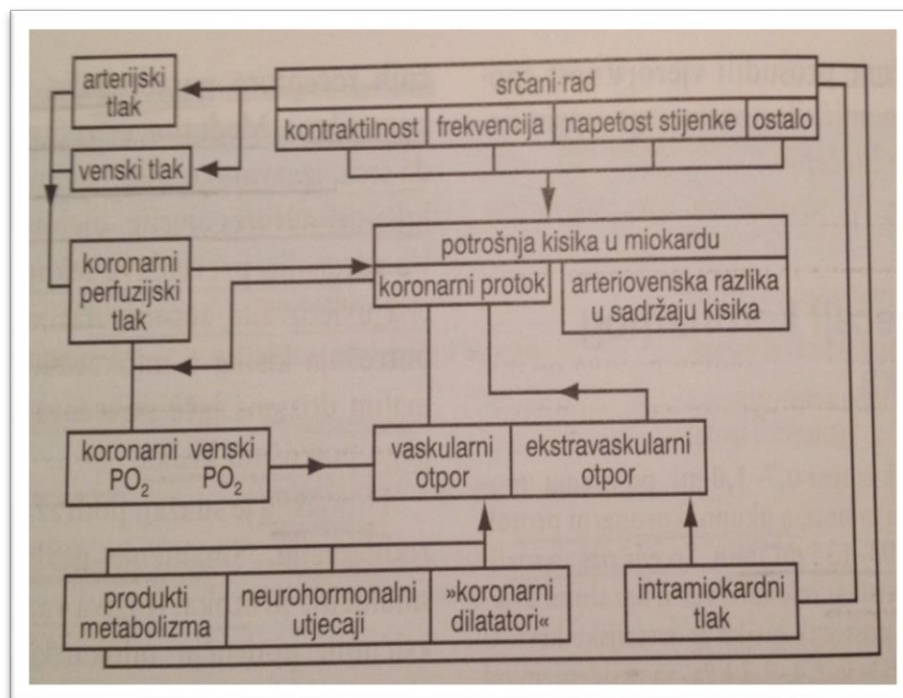 arterijski
tlak
srčani rad
kontraktilnost frekvencija napetost stijenke ostalo
venski tlak
koronarni
perfuzijski
tlak
potrošnja kisika u miokardu
koronarni protok
arteriovenska razlika
u sadržaju kisika
koronarni venski
PO₂ PO₂
vaskularni
otpor
ekstravaskularni
otpor
produkti
metabolizma
neurohormonalni
utjecaji
»koronarni
dilatatori«
intramiokardni
tlak